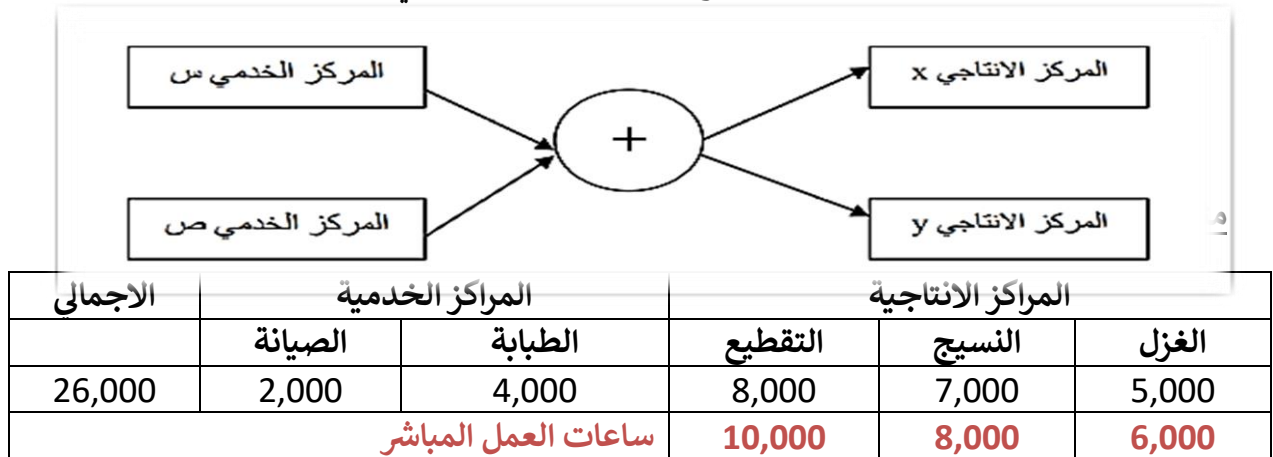 المركز الخدمي س
المركز الانتاجي x
+
المركز الخدمي ص
المركز الانتاجي y
المراكز الانتاجية المراكز الخدمية الاجمالي
الغزل النسيج التقطيع الطبابة الصيانة
5,000 7,000 8,000 4,000 2,000 26,000
6,000 8,000 10,000 ساعات العمل المباشر